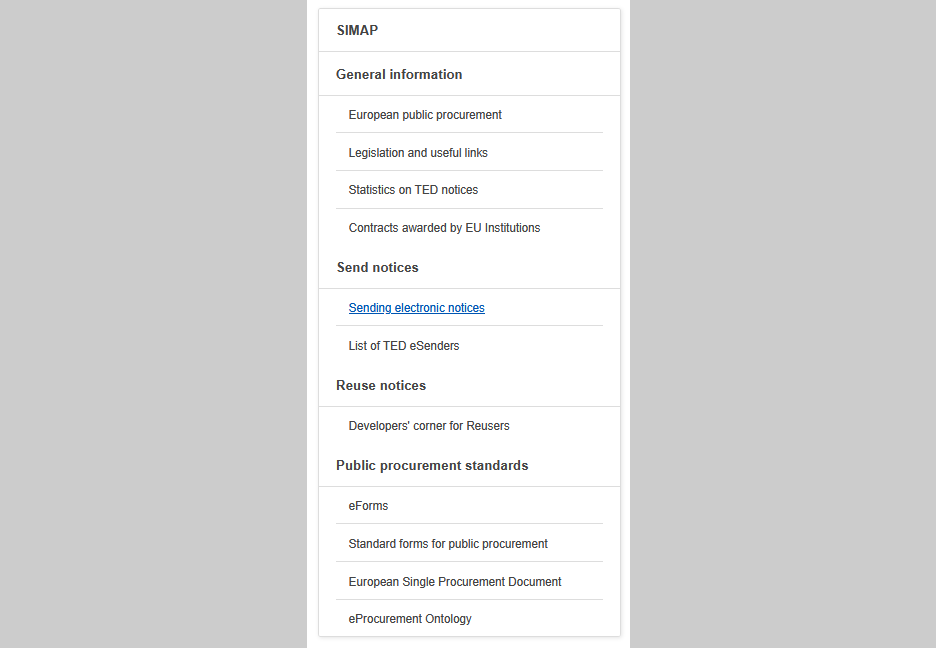 SIMAP
General information
European public procurement
Legislation and useful links
Statistics on TED notices
Contracts awarded by EU Institutions
Send notices
Sending electronic notices
List of TED eSenders
Reuse notices
Developers' corner for Reusers
Public procurement standards
eForms
Standard forms for public procurement
European Single Procurement Document
eProcurement Ontology